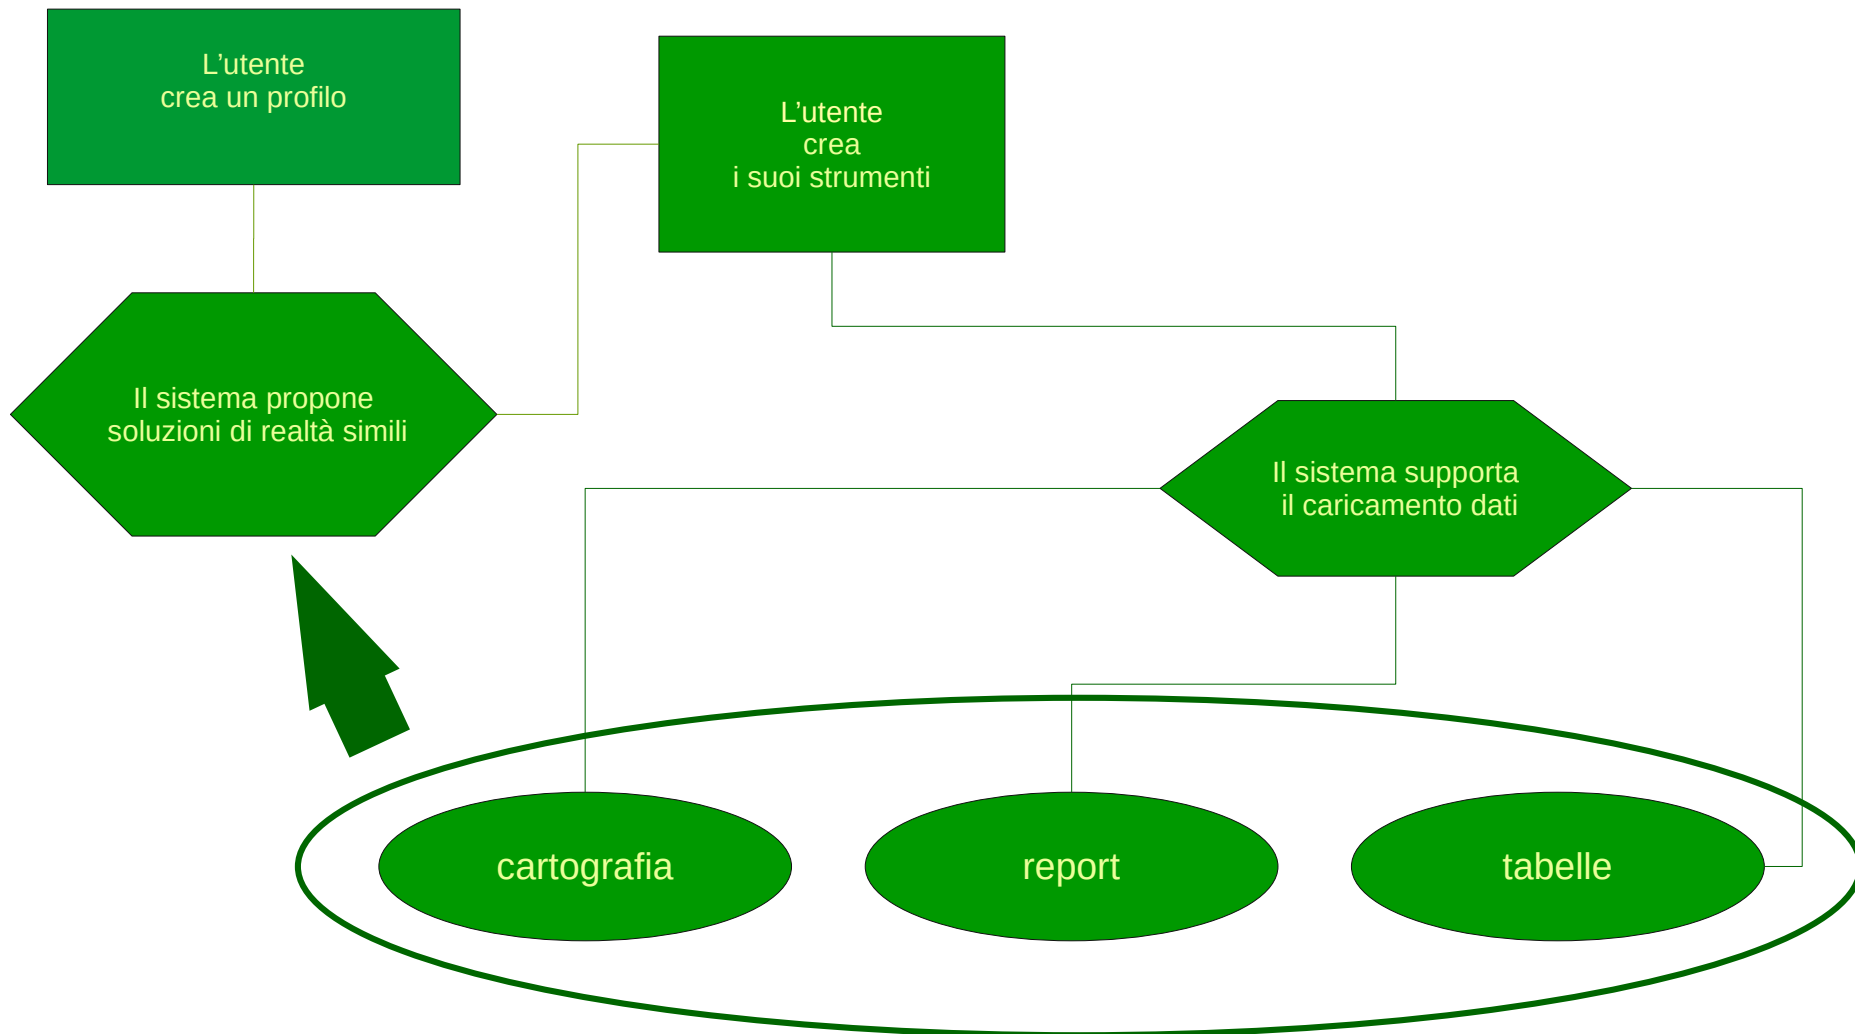 L’utente
crea un profilo
L’utente
crea
i suoi strumenti
Il sistema propone
soluzioni di realtà simili
Il sistema supporta
il caricamento dati
cartografia
report
tabelle